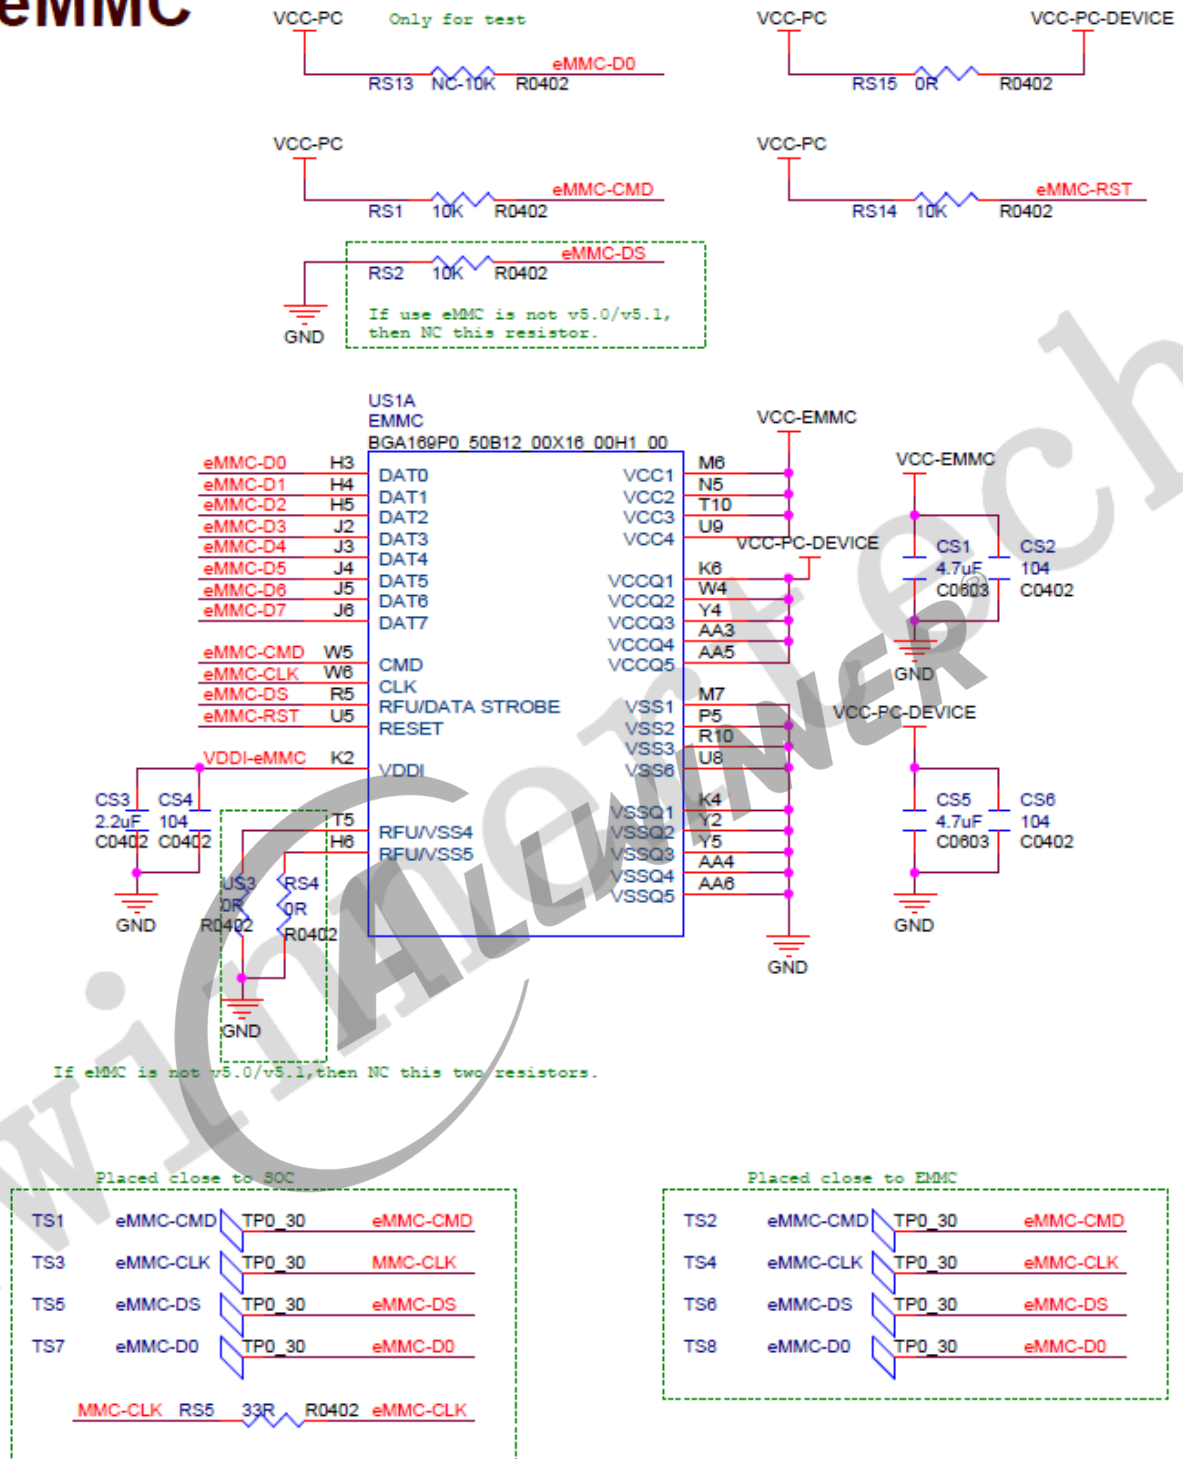 eMMC
VCC-PC Only for test VCC-PC VCC-PC-DEVICE
eMMC-D0
RS13 NC-10K R0402 RS15 0R R0402
VCC-PC VCC-PC
eMMC-CMD eMMC-RST
RS1 10K R0402 RS14 10K R0402
eMMC-DS
RS2 10K R0402
If use eMMC is not v5.0/v5.1,
then NC this resistor.
GND
US1A
EMMC
BGA169P0_50B12_00X16_00H1_00
VCC-EMMC
VCC-EMMC
eMMC-D0 H3 DAT0 VCC1 M6
eMMC-D1 H4 DAT1 VCC2 N5
eMMC-D2 H5 DAT2 VCC3 T10
eMMC-D3 J2 DAT3 VCC4 U9
eMMC-D4 J3 DAT4 VCC-PC-DEVICE
eMMC-D5 J4 DAT5 VCCQ1 K6
eMMC-D6 J5 DAT6 VCCQ2 W4
eMMC-D7 J6 DAT7 VCCQ3 Y4
VCCQ4 AA3
eMMC-CMD W5 CMD VCCQ5 AA5
eMMC-CLK W6 CLK
eMMC-DS R5 RFU/DATA STROBE VSS1 M7
eMMC-RST U5 RESET VSS2 P5
VSS3 R10
VDDI-eMMC K2 VDDI VSS6 U8
VSSQ1 K4
T5 RFU/VSS4 VSSQ2 Y2
H6 RFU/VSS5 VSSQ3 Y5
VSSQ4 AA4
VSSQ5 AA6
CS1 CS2
4.7uF 104
C0603 C0402
GND
VCC-PC-DEVICE
CS5 CS6
4.7uF 104
C0603 C0402
GND
CS3 CS4
2.2uF 104
C0402 C0402
GND
US3 RS4
0R 0R
R0402 R0402
GND
GND
If eMMC is not v5.0/v5.1,then NC this two resistors.
Placed close to SOC
TS1 eMMC-CMD TP0_30 eMMC-CMD
TS3 eMMC-CLK TP0_30 MMC-CLK
TS5 eMMC-DS TP0_30 eMMC-DS
TS7 eMMC-D0 TP0_30 eMMC-D0
MMC-CLK RS5 33R R0402 eMMC-CLK
Placed close to EMMC
TS2 eMMC-CMD TP0_30 eMMC-CMD
TS4 eMMC-CLK TP0_30 eMMC-CLK
TS6 eMMC-DS TP0_30 eMMC-DS
TS8 eMMC-D0 TP0_30 eMMC-D0
ALLWINNER®